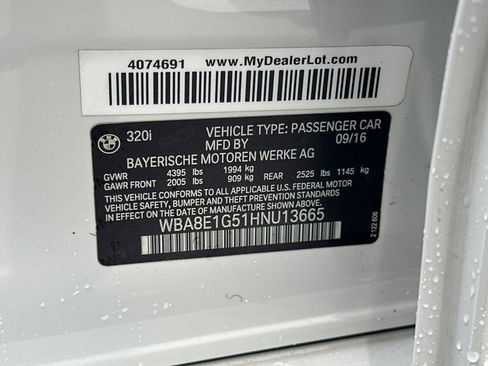 4074691 www.MyDealerLot.com
320i VEHICLE TYPE: PASSENGER CAR
MFD BY 09/16
BAYERISCHE MOTOREN WERKE AG
GVWR 4395 lbs 1994 kg
GAWR FRONT 2005 lbs 909 kg REAR 2525 lbs 1145 kg
THIS VEHICLE CONFORMS TO ALL APPLICABLE U.S. FEDERAL MOTOR
VEHICLE SAFETY, BUMPER AND THEFT PREVENTION STANDARDS
IN EFFECT ON THE DATE OF MANUFACTURE SHOWN ABOVE.
WBA8E1G51HNU13665
2 122 606